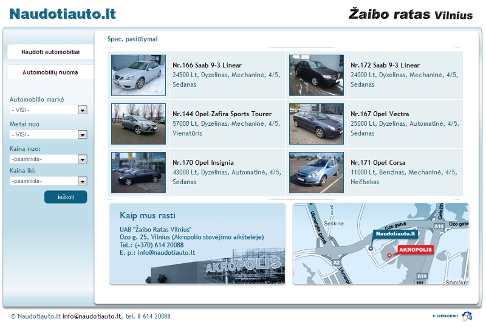 Naudotiauto.lt
Žaibo ratas Vilnius
Naudoti automobiliai
Automobilių nuoma
Automobilio markė
- VISI -
Metai nuo
- VISI -
Kaina nuo:
-pasirinkite-
Kaina iki:
-pasirinkite-
Ieškoti
Spec. pasiūlymai
Nr.166 Saab 9-3 Linear
24500 Lt, Dyzelinas, Mechaninė, 4/5,
Sedanas
Nr.172 Saab 9-3 Linear
23000 Lt, Dyzelinas, Mechaninė, 4/5,
Sedanas
Nr.144 Opel Zafira Sports Tourer
57000 Lt, Dyzelinas, Mechaninė, 4/5,
Vienatūris
Nr.167 Opel Vectra
25000 Lt, Dyzelinas, Automatinė, 4/5,
Sedanas
Nr.170 Opel Insignia
43000 Lt, Dyzelinas, Automatinė, 4/5,
Sedanas
Nr.171 Opel Corsa
11000 Lt, Benzinas, Mechaninė, 4/5,
Hečbekas
Kaip mus rasti
UAB "Žaibo Ratas Vilnius"
Ozo g. 25, Vilnius (Akropolio stovėjimo aikštelėje)
Tel.: (+370) 614 20088
E. p.: info@naudotiauto.lt
AKROPOLIS
Šeškinė
Ozo gatvė
Naudotiauto.lt
AKROPOLIS
© Naudotiauto.lt info@naudotiauto.lt, tel. 8 614 20088